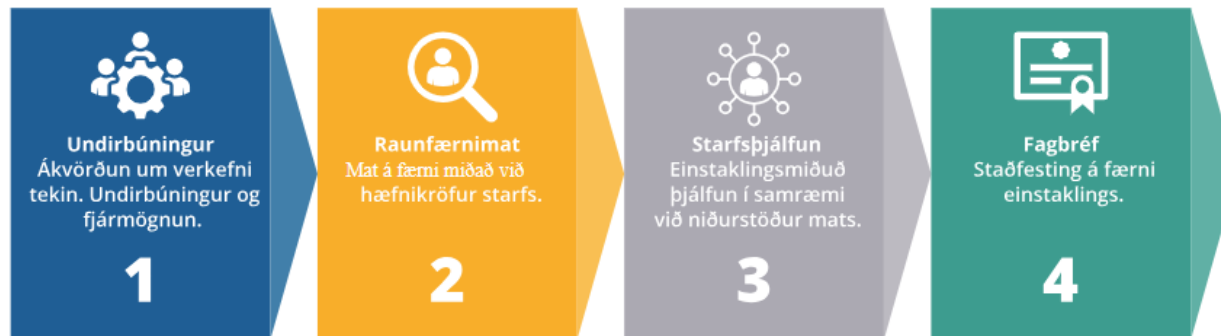 Undirbúningur
Ákvörðun um verkefni
tekin. Undirbúningur og
fjármögnun.
1
Raunfærnimat
Mat á færni miðað við
hæfnikröfur starfs.
2
Starfsþjálfun
Einstaklingsmiðuð
þjálfun í samræmi
við niðurstöður mats.
3
Fagbréf
Staðfesting á færni
einstaklings.
4